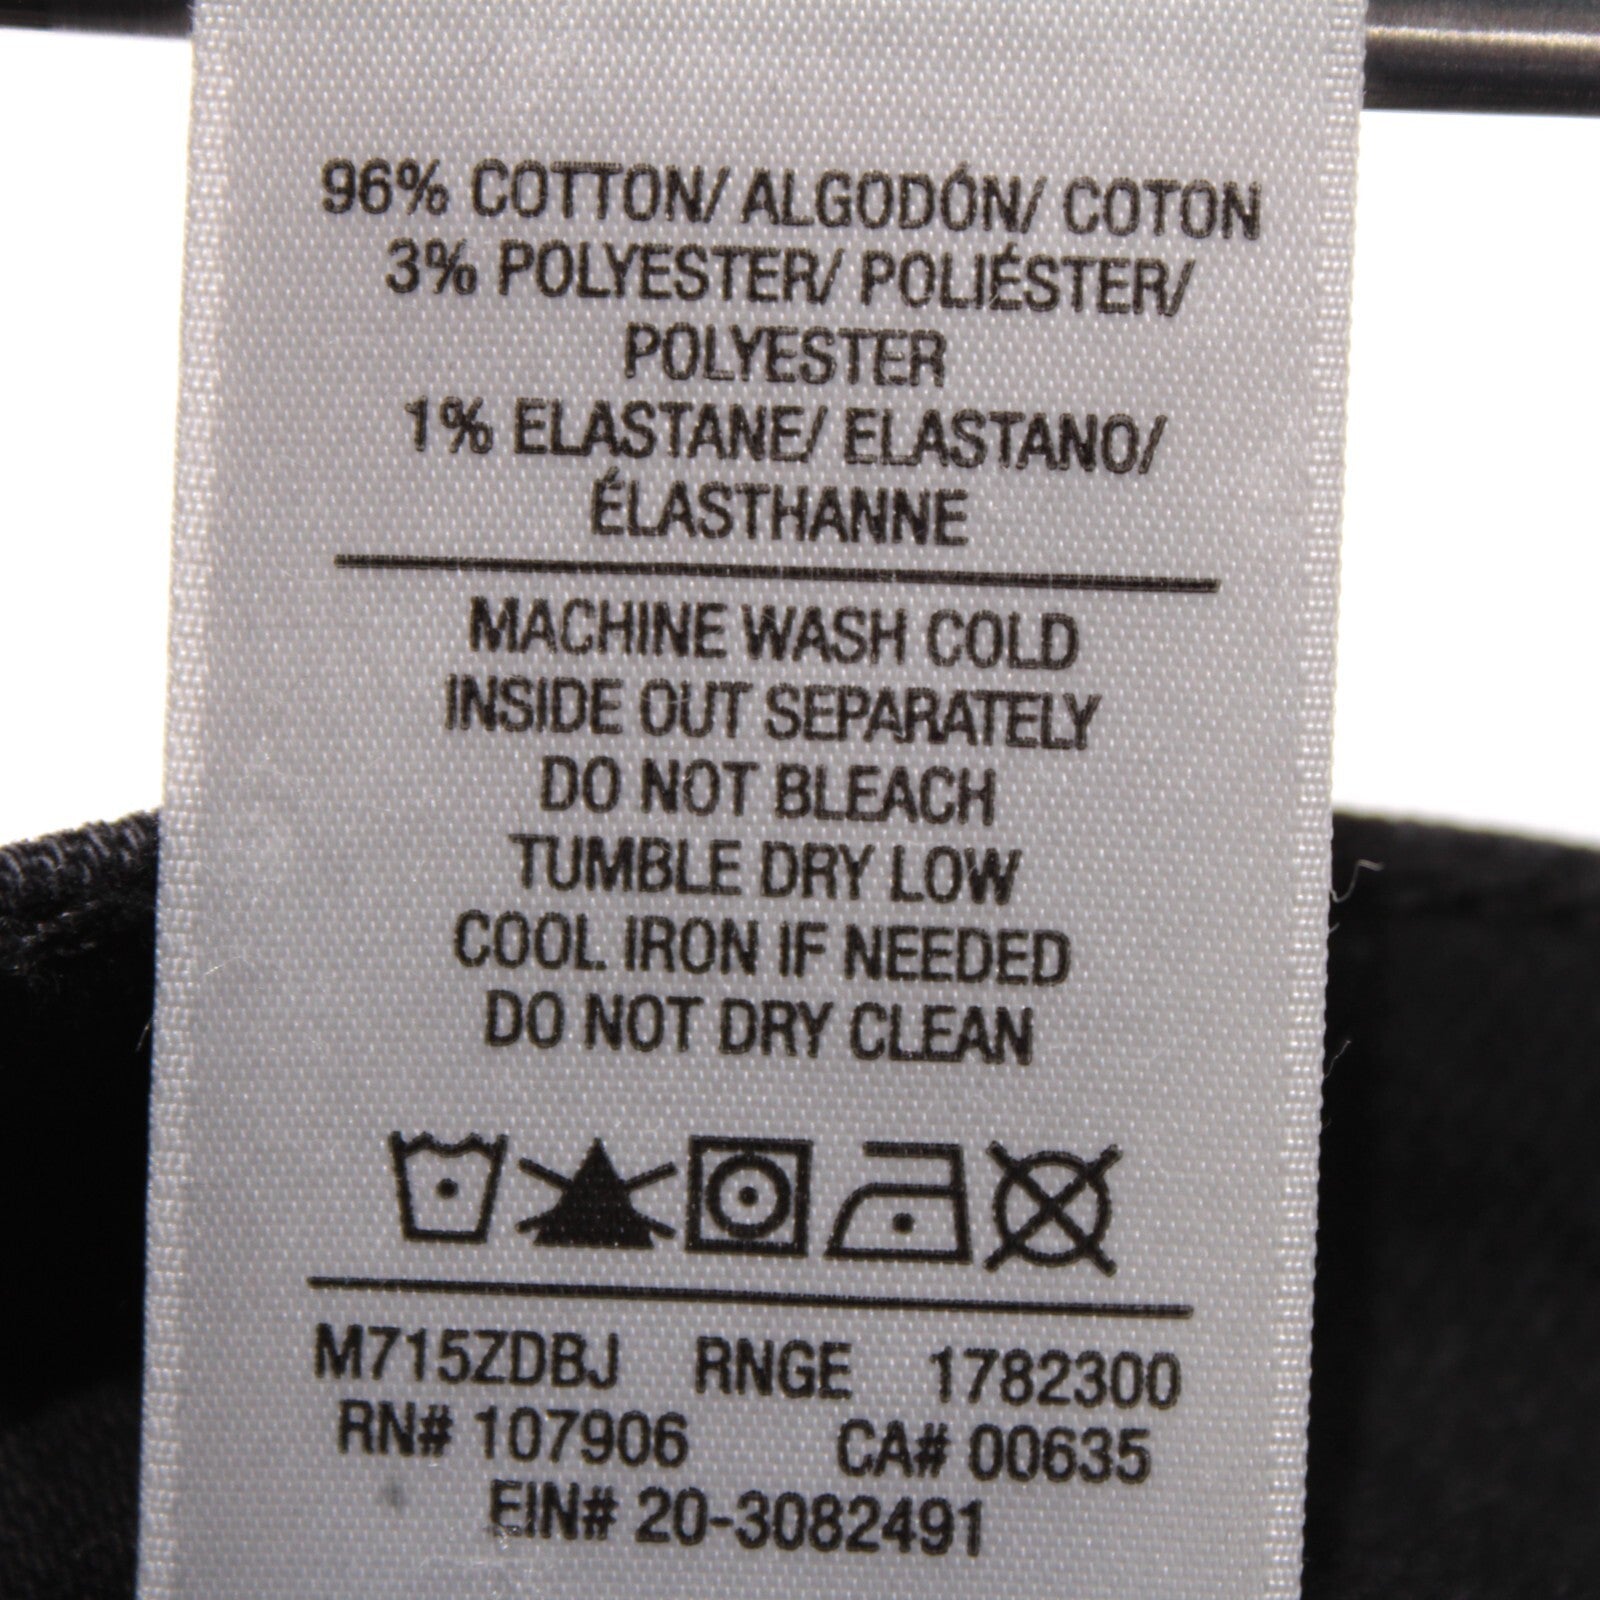 96% COTTON/ ALGODÓN/ COTON
3% POLYESTER/ POLIÉSTER/
POLYESTER
1% ELASTANE/ ELASTANO/
ÉLASTHANNE
MACHINE WASH COLD
INSIDE OUT SEPARATELY
DO NOT BLEACH
TUMBLE DRY LOW
COOL IRON IF NEEDED
DO NOT DRY CLEAN
M715ZDBJ RNGE 1782300
RN# 107906 CA# 00635
EIN# 20-3082491